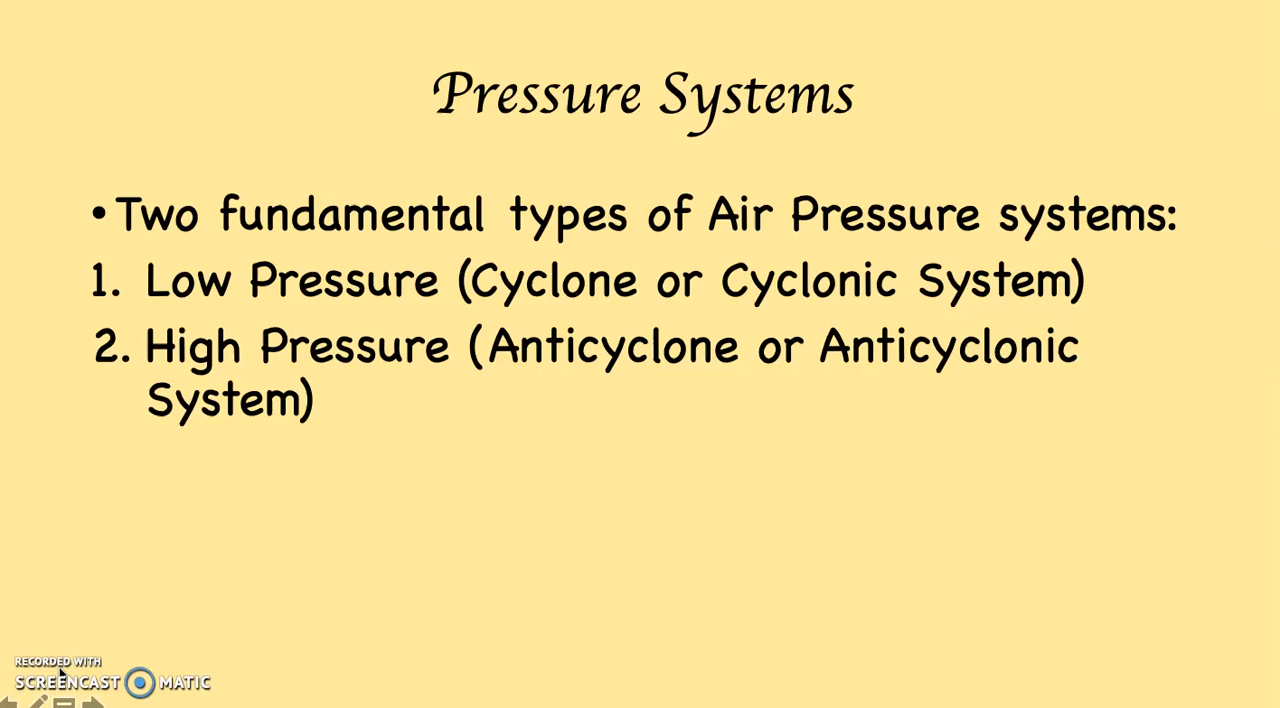 Pressure Systems
•Two fundamental types of Air Pressure systems:
1. Low Pressure (Cyclone or Cyclonic System)
2. High Pressure (Anticyclone or Anticyclonic
System)
RECORDED WITH
SCREENCAST MATIC